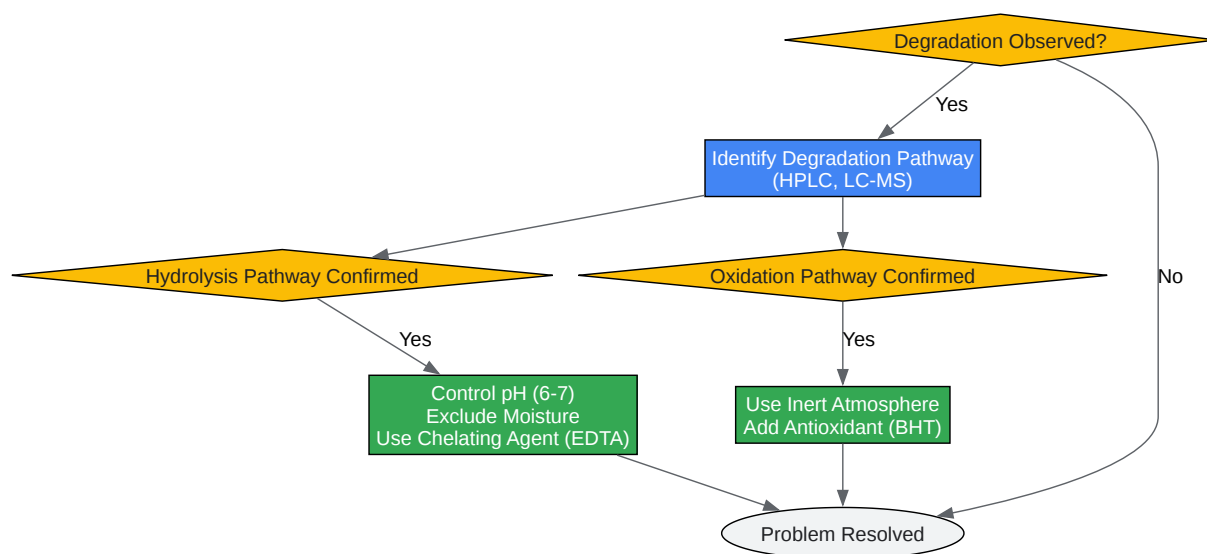 Degradation Observed?
Yes
Identify Degradation Pathway
(HPLC, LC-MS)
Hydrolysis Pathway Confirmed
Oxidation Pathway Confirmed
No
Yes
Yes
Control pH (6-7)
Exclude Moisture
Use Chelating Agent (EDTA)
Use Inert Atmosphere
Add Antioxidant (BHT)
Problem Resolved